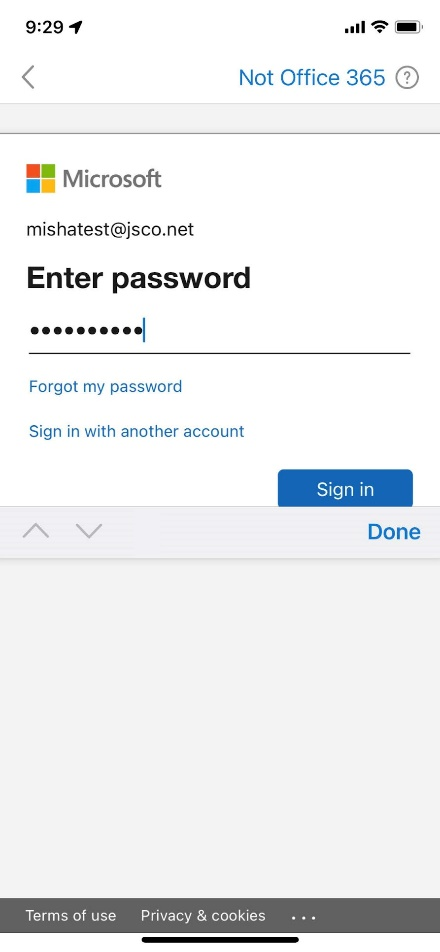 9:29
Not Office 365 ?
Microsoft
mishatest@jsco.net
Enter password
••••••••••
Forgot my password
Sign in with another account
Sign in
Done
Terms of use Privacy & cookies ...